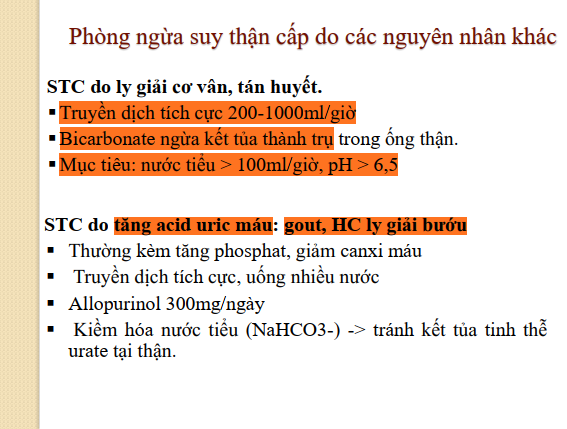 Phòng ngừa suy thận cấp do các nguyên nhân khác
STC do ly giải cơ vân, tán huyết.
▪ Truyền dịch tích cực 200-1000ml/giờ
▪ Bicarbonate ngừa kết tủa thành trụ trong ống thận.
▪ Mục tiêu: nước tiểu > 100ml/giờ, pH > 6,5
STC do tăng acid uric máu: gout, HC ly giải bướu
▪ Thường kèm tăng phosphat, giảm canxi máu
▪ Truyền dịch tích cực, uống nhiều nước
▪ Allopurinol 300mg/ngày
▪ Kiềm hóa nước tiểu (NaHCO3-) -> tránh kết tủa tinh thể
urate tại thận.